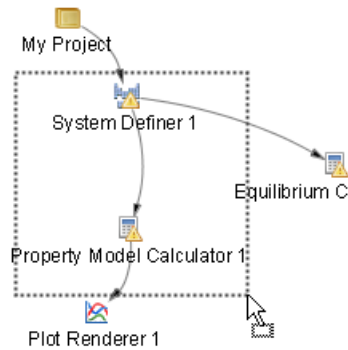 My Project
System Definer 1
Equilibrium C
Property Model Calculator 1
Plot Renderer 1